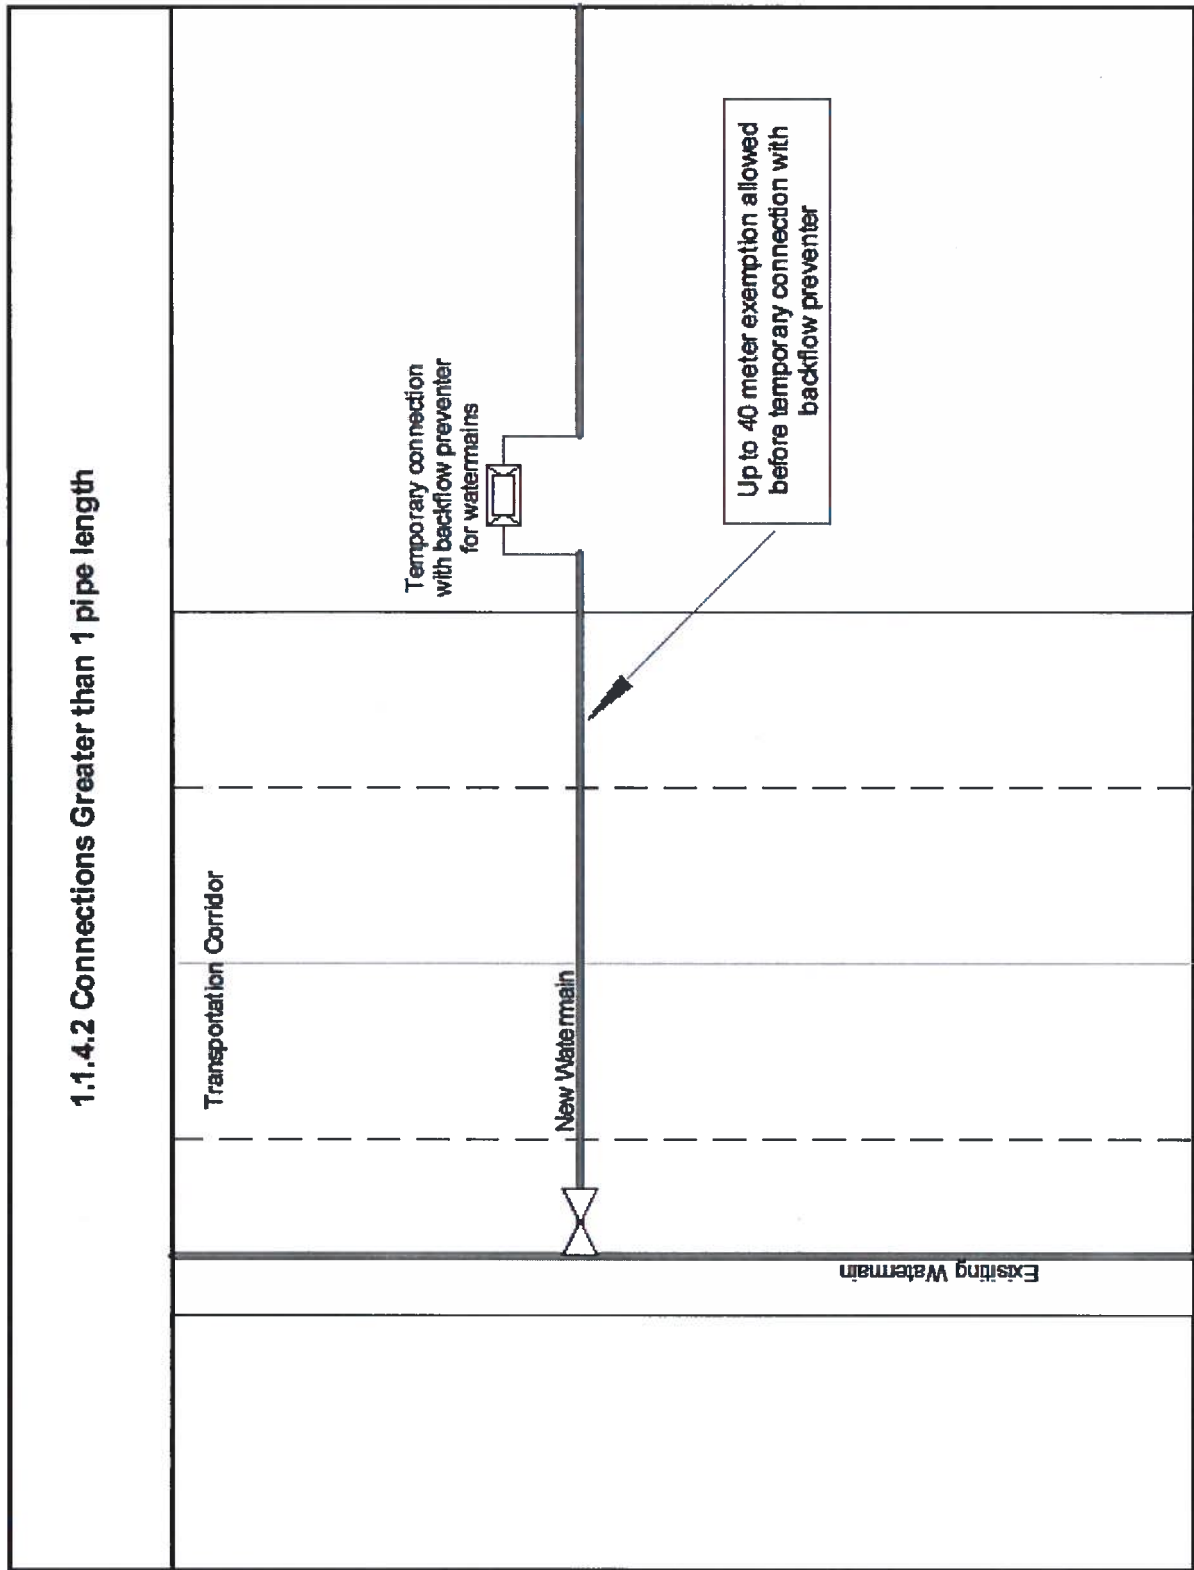 1.1.4.2 Connections Greater than 1 pipe length
Transportation Corridor
Temporary connection
with backflow preventer
for watermains
New Watermain
Up to 40 meter exemption allowed
before temporary connection with
backflow preventer
Exisiting Watermain